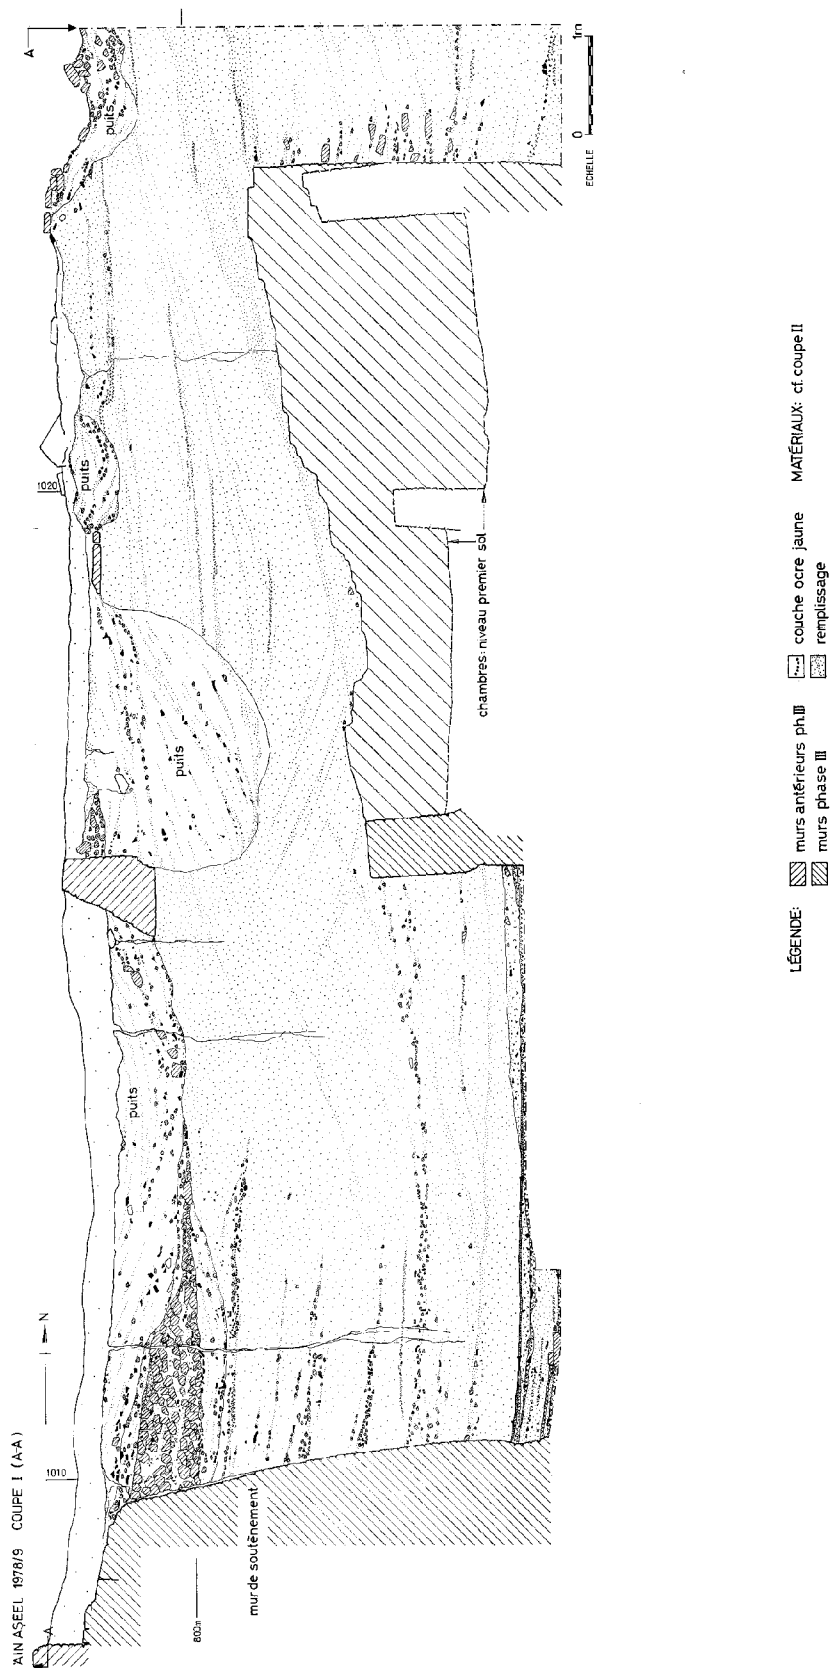 'AIN AṢEEL 1978/9 COUPE I (A-A)
N
A
A
1010
1020
800m
mur de soutènement
puits
puits
puits
puits
chambres: niveau premier sol
0
1m
ECHELLE
LÉGENDE:
murs antérieurs ph.III
murs phase III
couche ocre jaune
remplissage
MATÉRIAUX: cf. coupe II